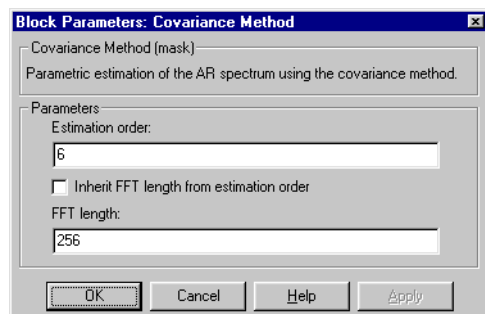 Block Parameters: Covariance Method
Covariance Method (mask)
Parametric estimation of the AR spectrum using the covariance method.
Parameters
Estimation order:
6
Inherit FFT length from estimation order
FFT length:
256
OK Cancel Help Apply